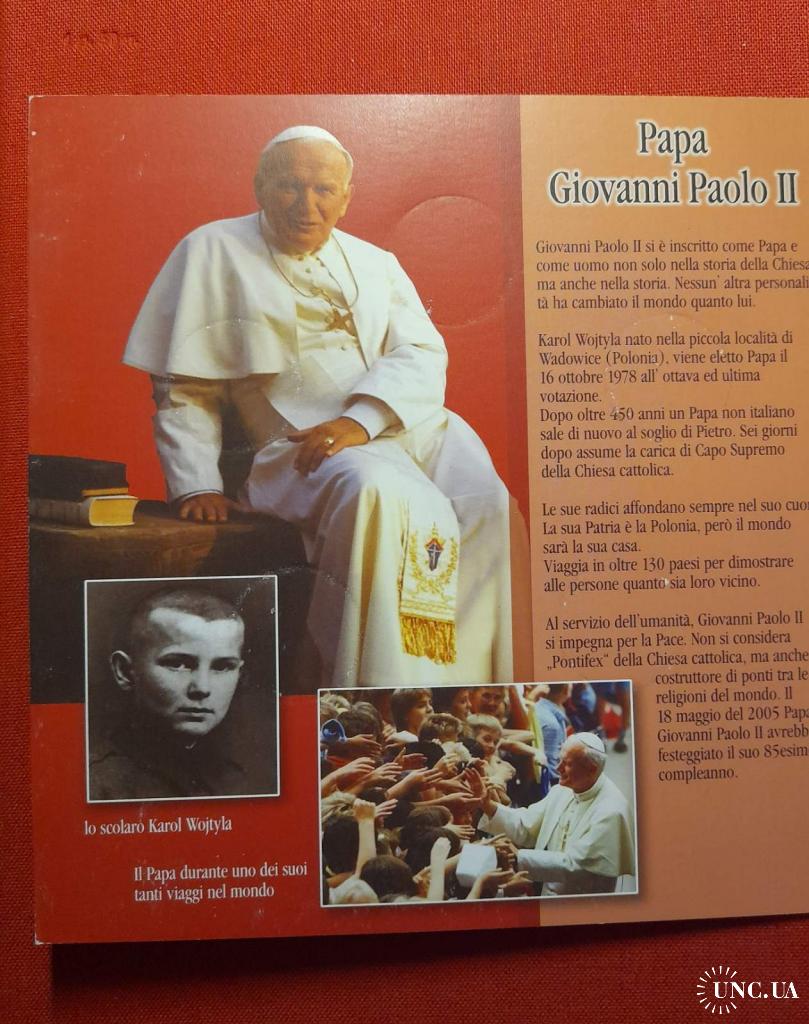 Papa
Giovanni Paolo II
Giovanni Paolo II si è inscritto come Papa e
come uomo non solo nella storia della Chiesa
ma anche nella storia. Nessun' altra personali
tà ha cambiato il mondo quanto lui.
Karol Wojtyla nato nella piccola località di
Wadowice (Polonia), viene eletto Papa il
16 ottobre 1978 all' ottava ed ultima
votazione.
Dopo oltre 450 anni un Papa non italiano
sale di nuovo al soglio di Pietro. Sei giorni
dopo assume la carica di Capo Supremo
della Chiesa cattolica.
Le sue radici affondano sempre nel suo cuor
La sua Patria è la Polonia, però il mondo
sarà la sua casa.
Viaggia in oltre 130 paesi per dimostrare
alle persone quanto sia loro vicino.
Al servizio dell'umanità, Giovanni Paolo II
si impegna per la Pace. Non si considera
„Pontifex“ della Chiesa cattolica, ma anche
costruttore di ponti tra le
religioni del mondo. Il
18 maggio del 2005 Papa
Giovanni Paolo II avrebb
festeggiato il suo 85esim
compleanno.
lo scolaro Karol Wojtyla
Il Papa durante uno dei suoi
tanti viaggi nel mondo
UNC.UA